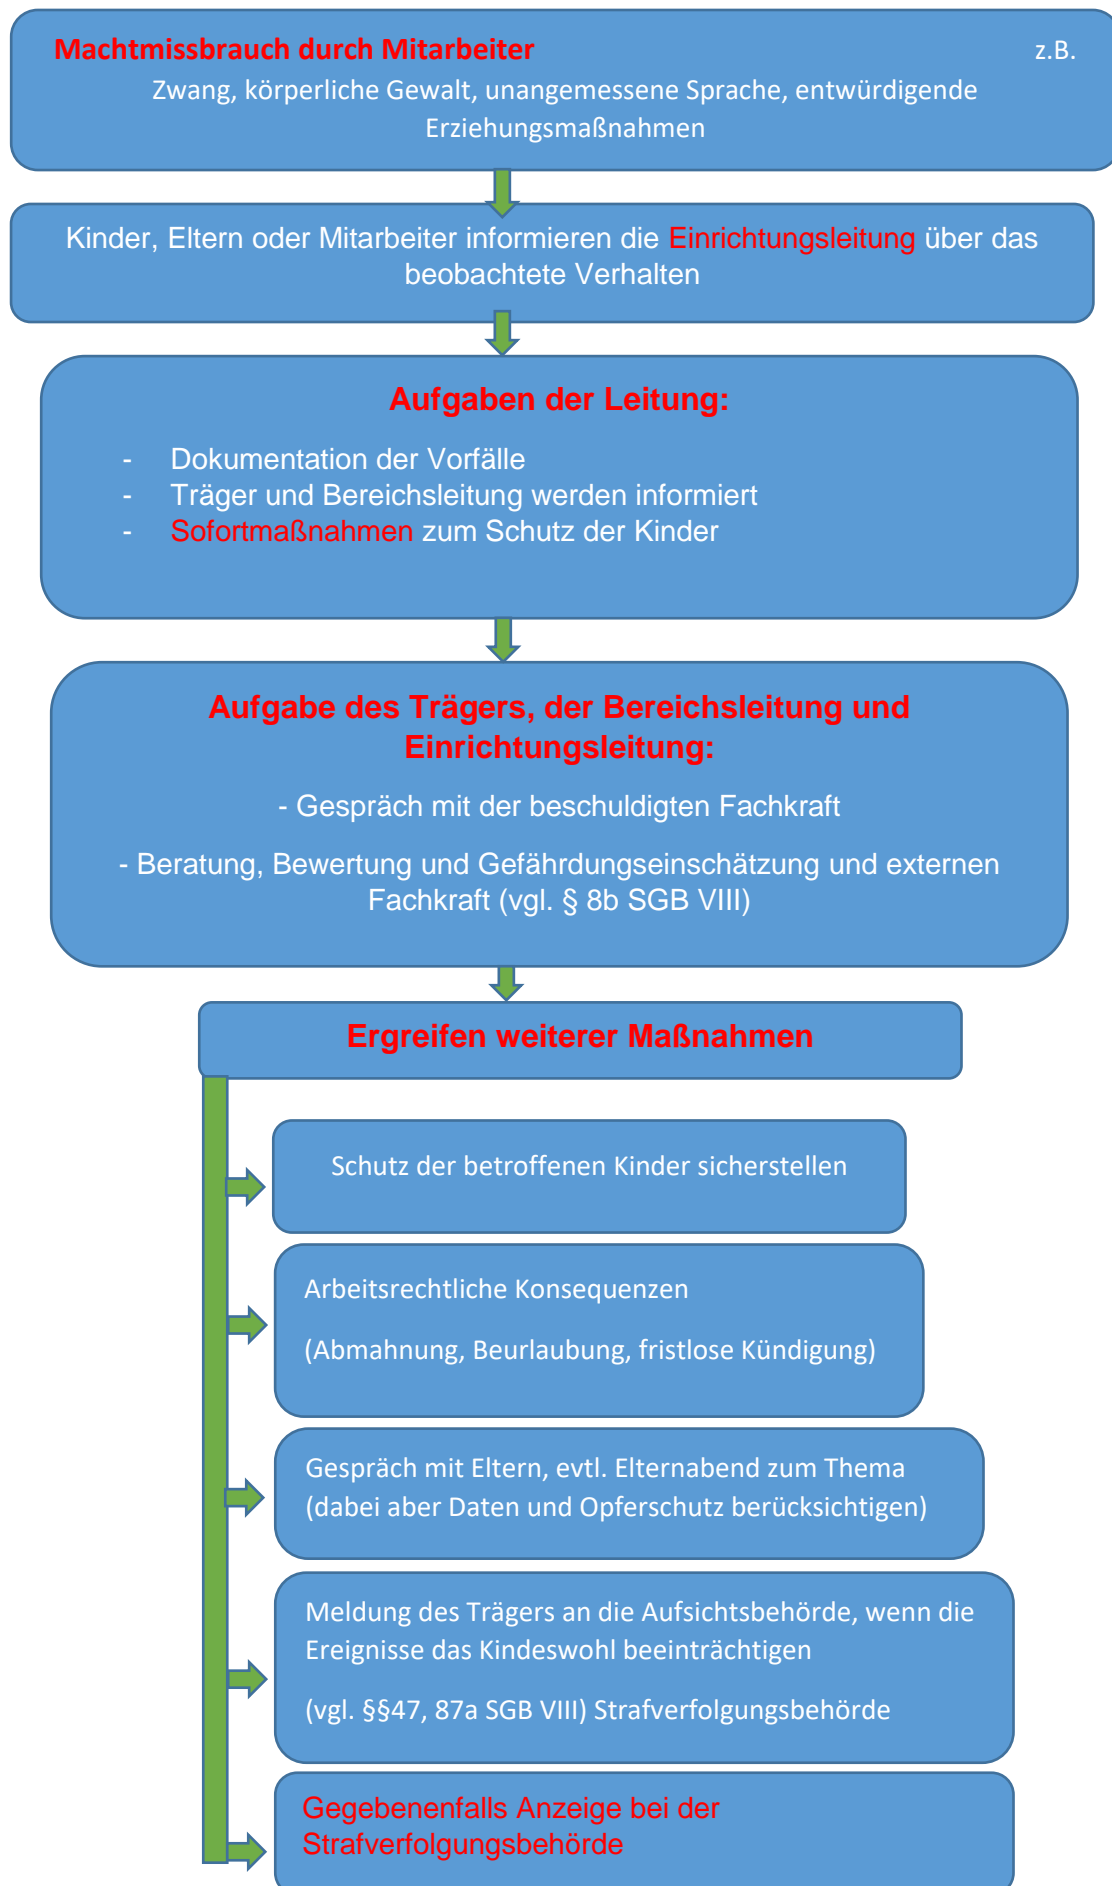 Machtmissbrauch durch Mitarbeiter z.B.
Zwang, körperliche Gewalt, unangemessene Sprache, entwürdigende
Erziehungsmaßnahmen
Kinder, Eltern oder Mitarbeiter informieren die Einrichtungsleitung über das
beobachtete Verhalten
Aufgaben der Leitung:
- Dokumentation der Vorfälle
- Träger und Bereichsleitung werden informiert
- Sofortmaßnahmen zum Schutz der Kinder
Aufgabe des Trägers, der Bereichsleitung und
Einrichtungsleitung:
- Gespräch mit der beschuldigten Fachkraft
- Beratung, Bewertung und Gefährdungseinschätzung und externen
Fachkraft (vgl. § 8b SGB VIII)
Ergreifen weiterer Maßnahmen
Schutz der betroffenen Kinder sicherstellen
Arbeitsrechtliche Konsequenzen
(Abmahnung, Beurlaubung, fristlose Kündigung)
Gespräch mit Eltern, evtl. Elternabend zum Thema
(dabei aber Daten und Opferschutz berücksichtigen)
Meldung des Trägers an die Aufsichtsbehörde, wenn die
Ereignisse das Kindeswohl beeinträchtigen
(vgl. §§47, 87a SGB VIII) Strafverfolgungsbehörde
Gegebenenfalls Anzeige bei der
Strafverfolgungsbehörde